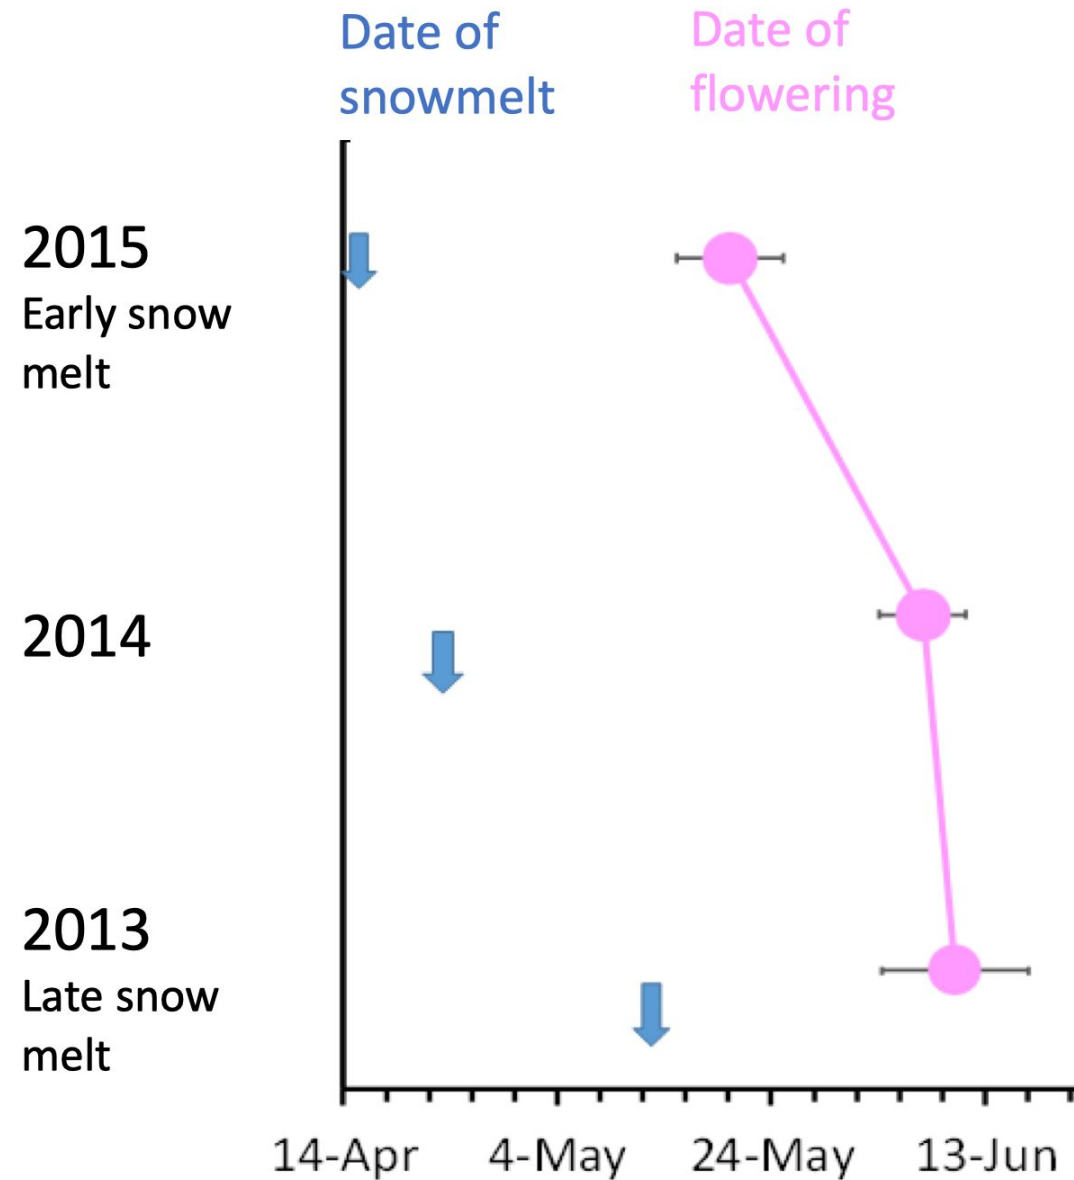 Date of
snowmelt
Date of
flowering
2015
Early snow
melt
2014
2013
Late snow
melt
14-Apr 4-May 24-May 13-Jun